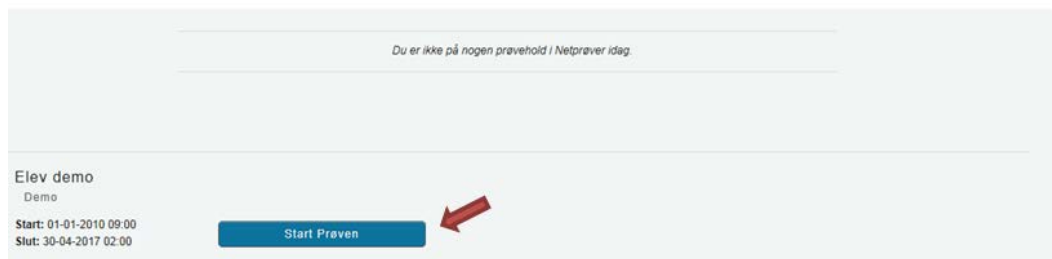 Du er ikke på nogen prøvehold i Netprøver idag.
Elev demo
Demo
Start: 01-01-2010 09:00
Slut: 30-04-2017 02:00
Start Prøven